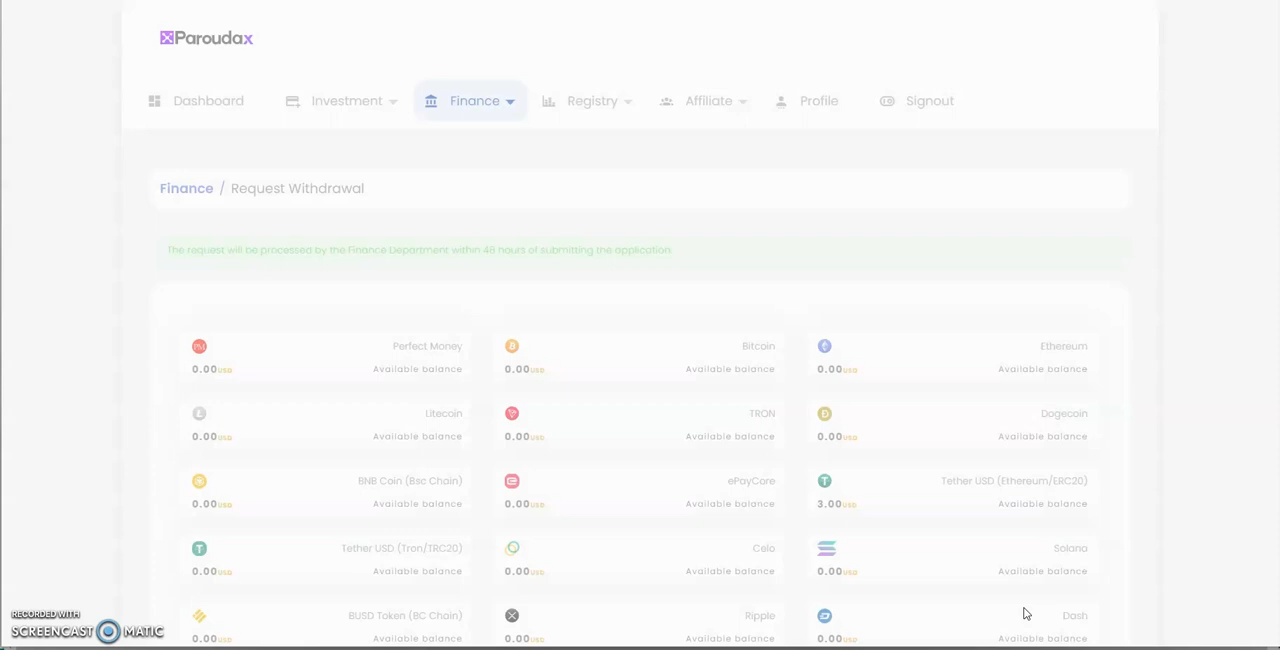 Paroudax
Dashboard Investment Finance Registry Affiliate Profile Signout
Finance / Request Withdrawal
The request will be processed by the Finance Department within 48 hours of submitting the application.
Perfect Money Bitcoin Ethereum
0.00USD Available balance 0.00USD Available balance 0.00USD Available balance
Litecoin TRON Dogecoin
0.00USD Available balance 0.00USD Available balance 0.00USD Available balance
BNB Coin (Bsc Chain) ePayCore Tether USD (Ethereum/ERC20)
0.00USD Available balance 0.00USD Available balance 3.00USD Available balance
Tether USD (Tron/TRC20) Celo Solana
0.00USD Available balance 0.00USD Available balance 0.00USD Available balance
BUSD Token (BC Chain) Ripple Dash
0.00USD Available balance 0.00USD Available balance 0.00USD Available balance
RECORDED WITH
SCREENCAST MATIC